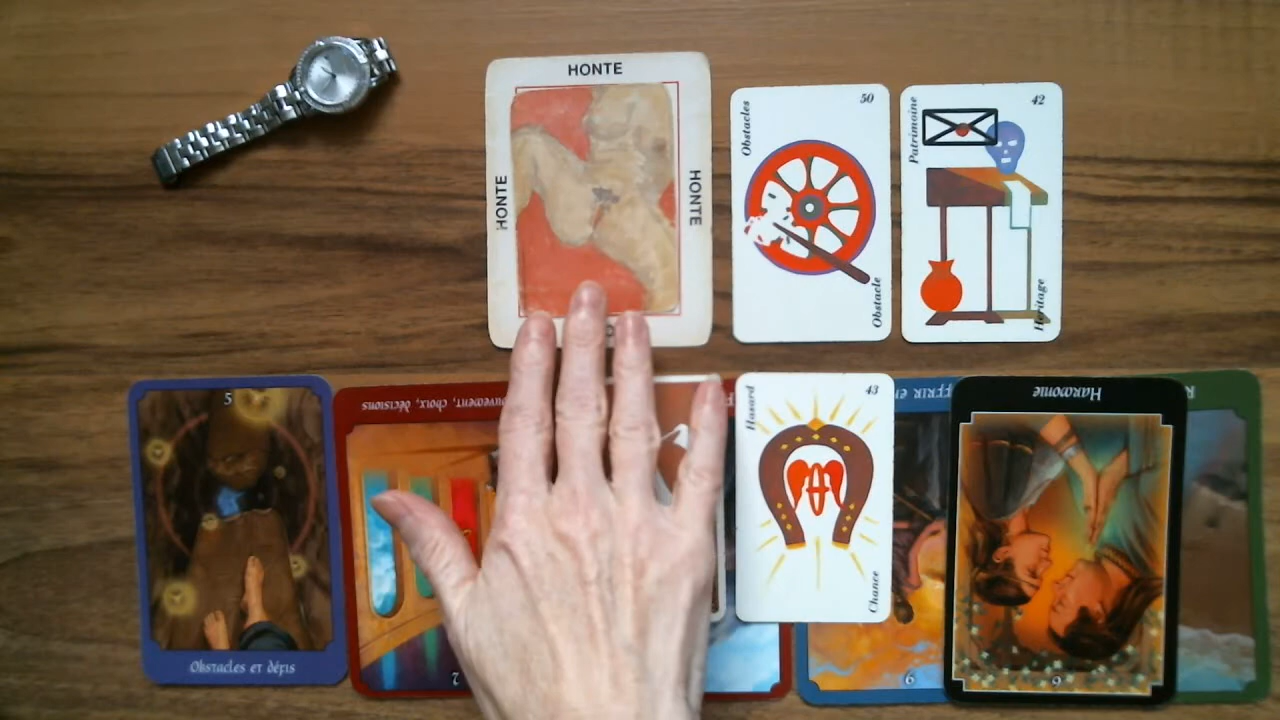 HONTE
HONTE
HONTE
Obstacles
50
Obstacle
Patrimoine
42
Héritage
5
Obstacles et défis
mouvement, choix, décisions
2
Hasard
43
Chance
6
Harmonie
6